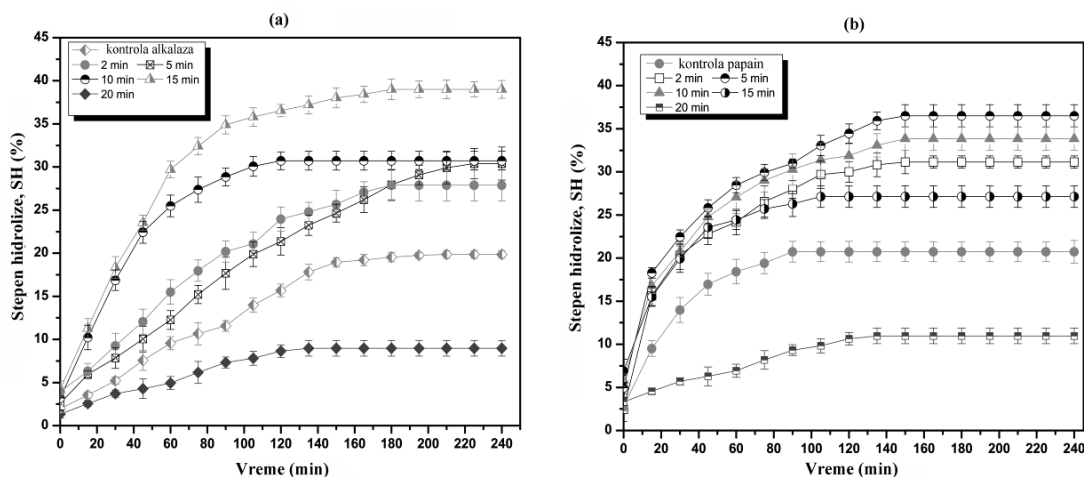 (a)
Stepen hidrolize, SH (%)
45
40
35
30
25
20
15
10
5
0
kontrola alkalaza
2 min 5 min
10 min 15 min
20 min
0 20 40 60 80 100 120 140 160 180 200 220 240
Vreme (min)
(b)
Stepen hidrolize, SH (%)
45
40
35
30
25
20
15
10
5
0
kontrola papain
2 min 5 min
10 min 15 min
20 min
0 20 40 60 80 100 120 140 160 180 200 220 240
Vreme (min)